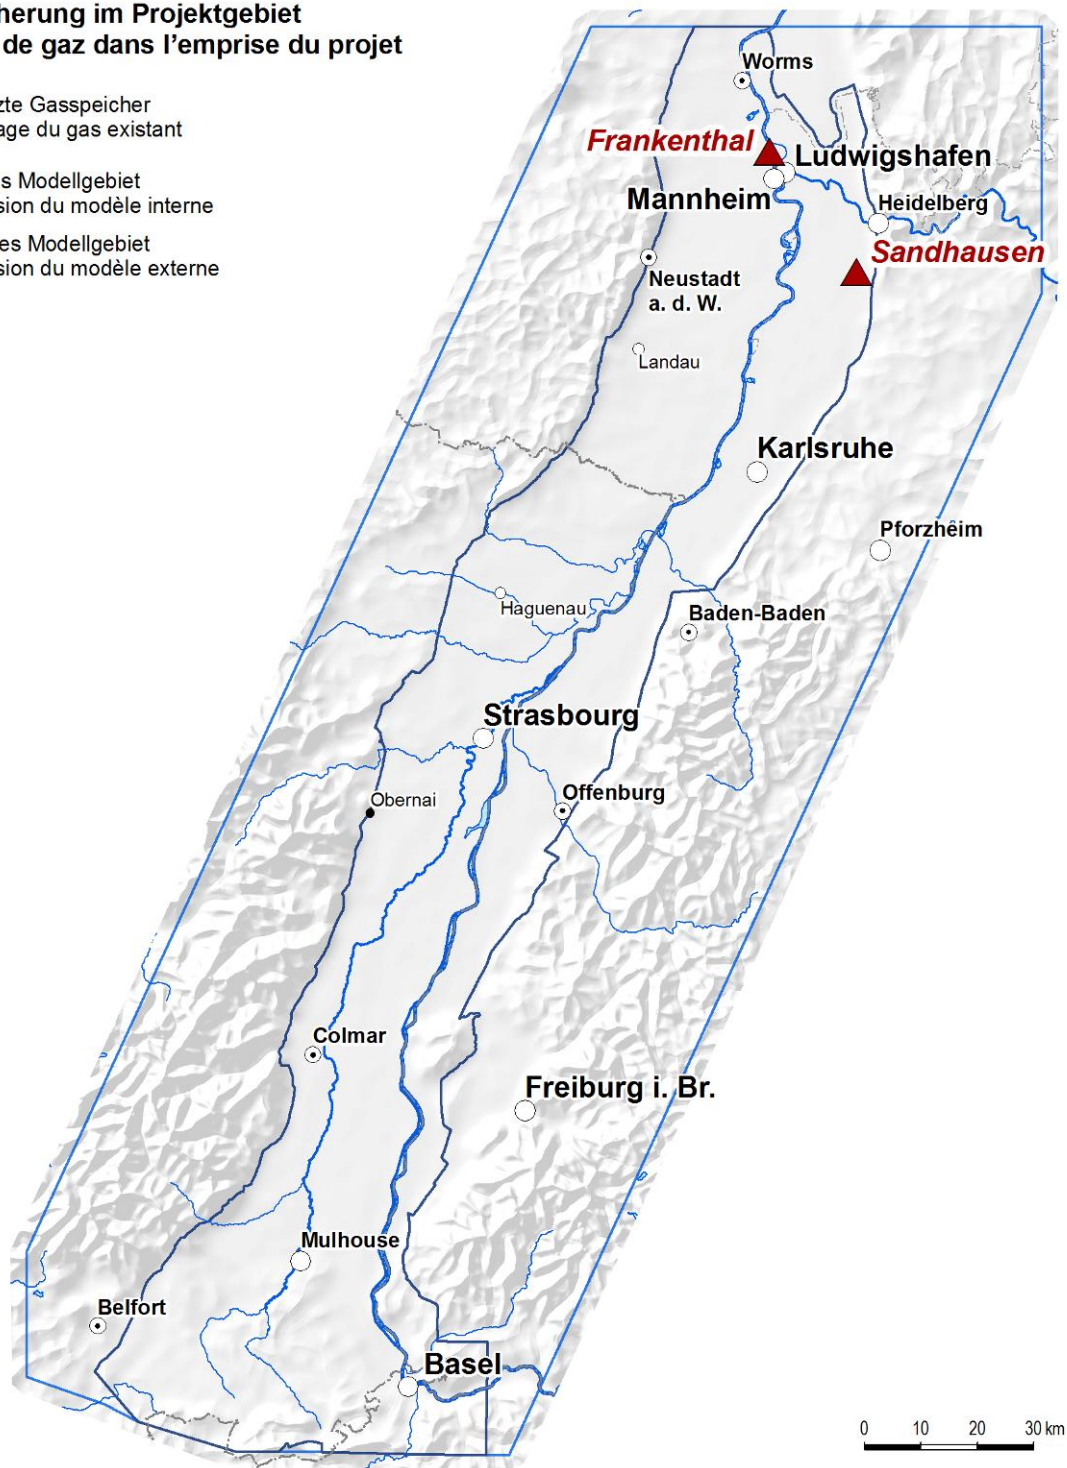 herung im Projektgebiet
de gaz dans l'emprise du projet
zte Gasspeicher
age du gas existant
s Modellgebiet
sion du modèle interne
es Modellgebiet
sion du modèle externe
Worms
Frankenthal
Ludwigshafen
Mannheim
Heidelberg
Sandhausen
Neustadt
a. d. W.
Landau
Karlsruhe
Pforzheim
Haguenau
Baden-Baden
Strasbourg
Offenburg
Obernai
Colmar
Freiburg i. Br.
Mulhouse
Belfort
Basel
0 10 20 30 km